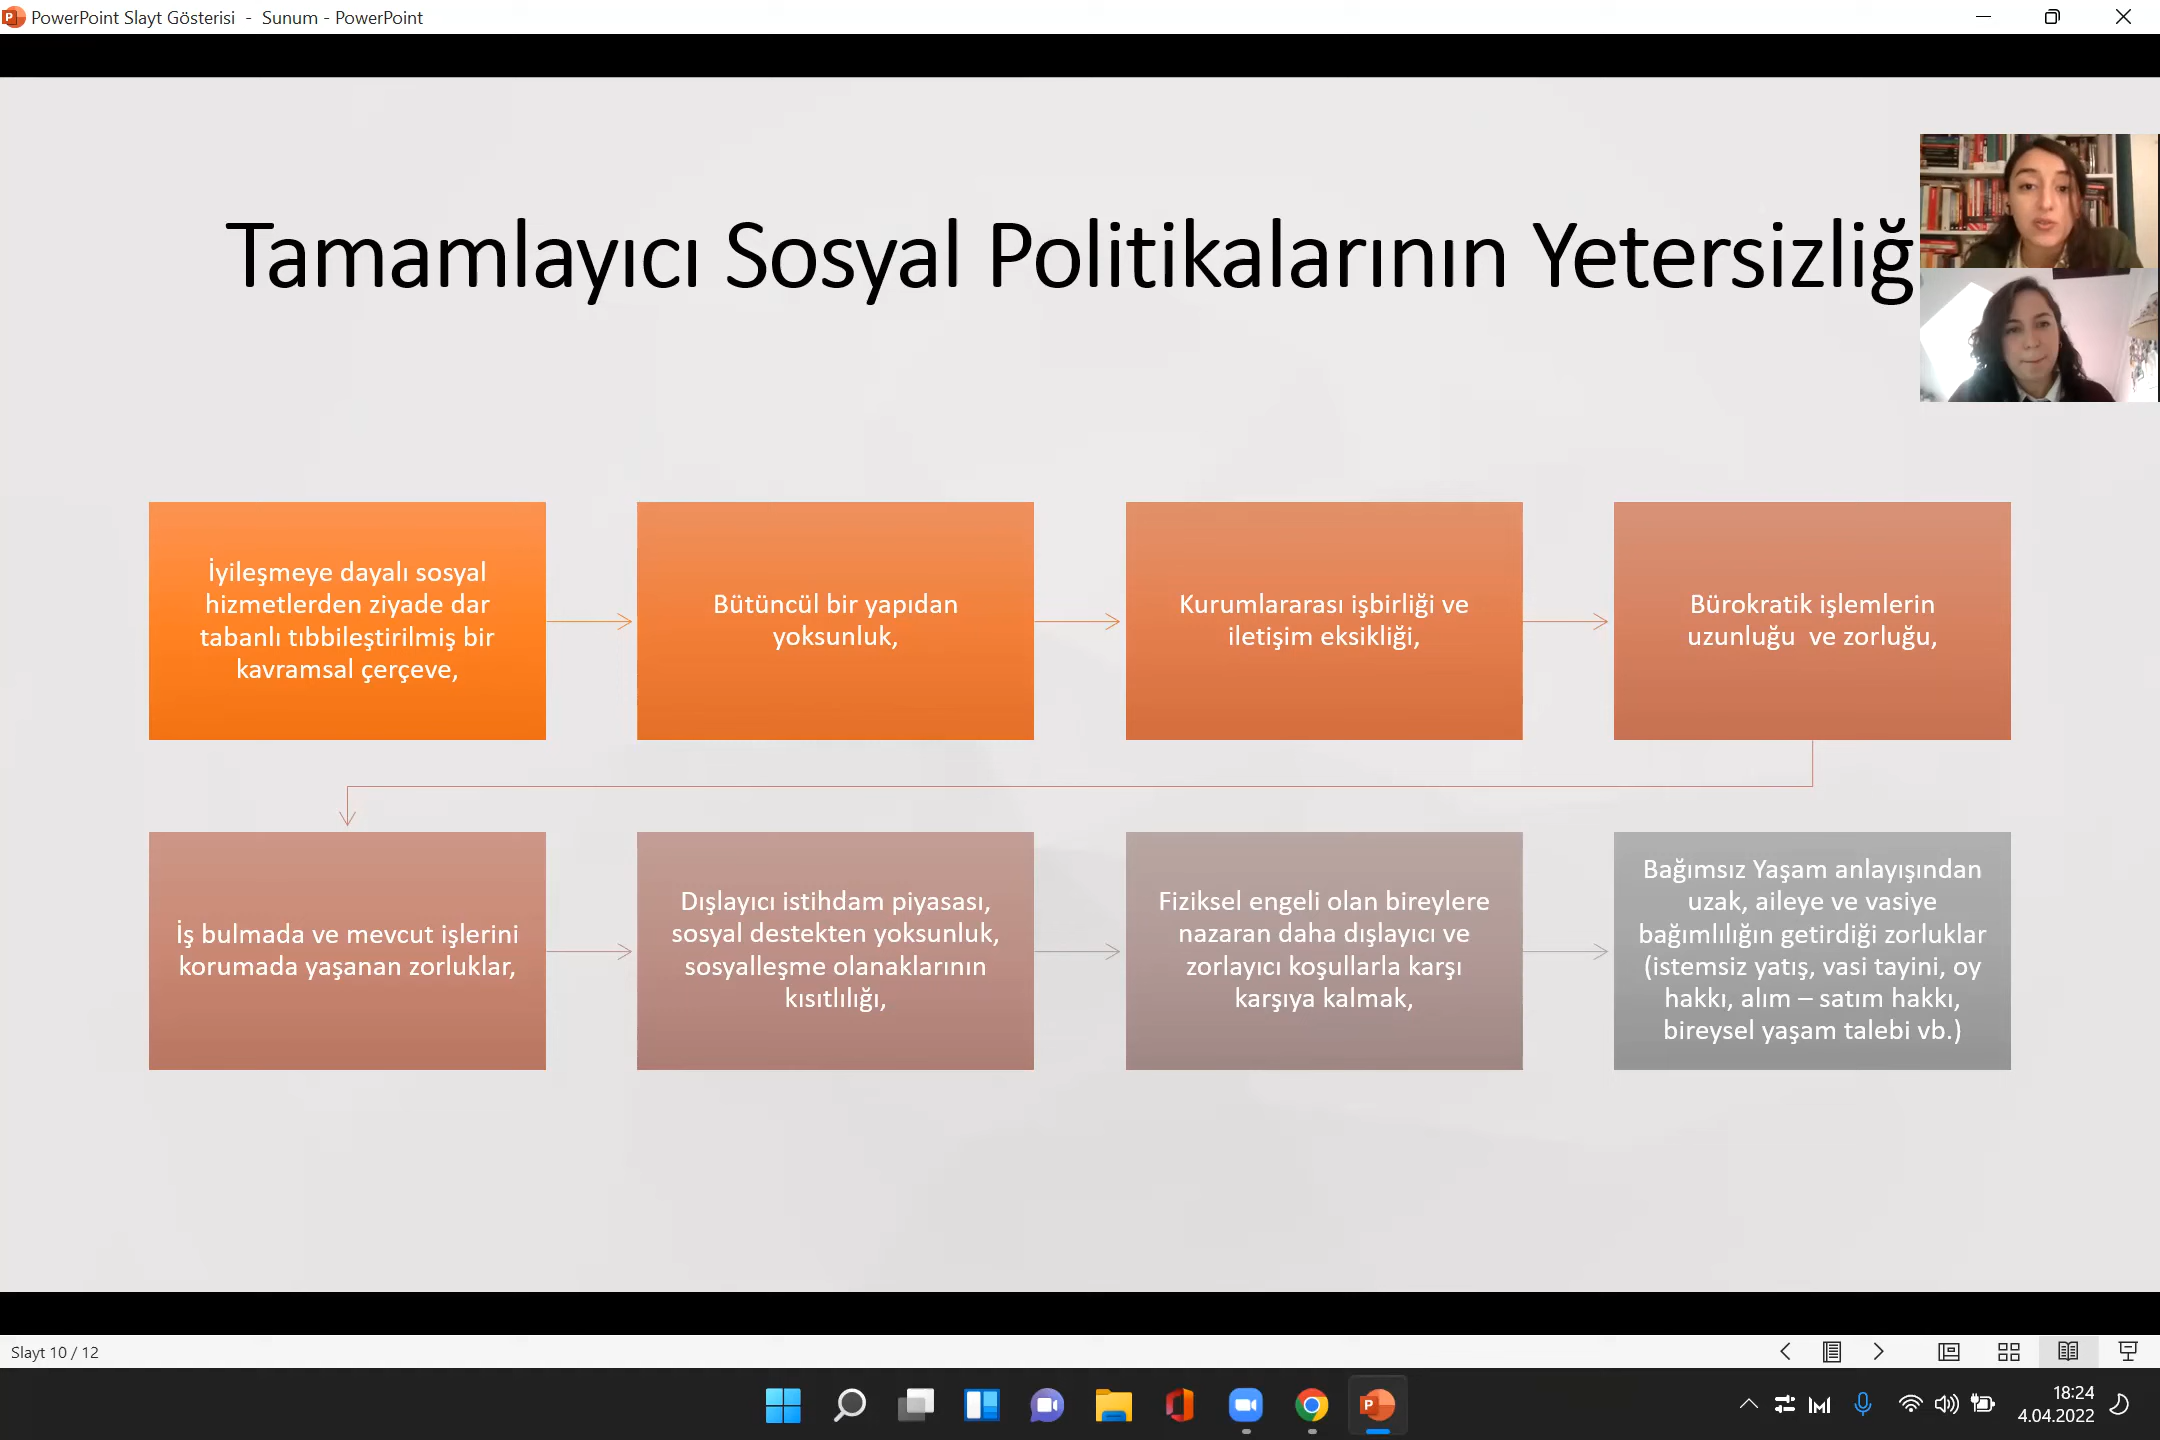 PowerPoint Slayt Gösterisi - Sunum - PowerPoint
Tamamlayıcı Sosyal Politikalarının Yetersizliğ
İyileşmeye dayalı sosyal
hizmetlerden ziyade dar
tabanlı tıbbileştirilmiş bir
kavramsal çerçeve,
Bütüncül bir yapıdan
yoksunluk,
Kurumlararası işbirliği ve
iletişim eksikliği,
Bürokratik işlemlerin
uzunluğu ve zorluğu,
İş bulmada ve mevcut işlerini
korumada yaşanan zorluklar,
Dışlayıcı istihdam piyasası,
sosyal destekten yoksunluk,
sosyalleşme olanaklarının
kısıtlılığı,
Fiziksel engeli olan bireylere
nazaran daha dışlayıcı ve
zorlayıcı koşullarla karşı
karşıya kalmak,
Bağımsız Yaşam anlayışından
uzak, aileye ve vasiye
bağımlılığın getirdiği zorluklar
(istemsiz yatış, vasi tayini, oy
hakkı, alım – satım hakkı,
bireysel yaşam talebi vb.)
Slayt 10 / 12
18:24
4.04.2022